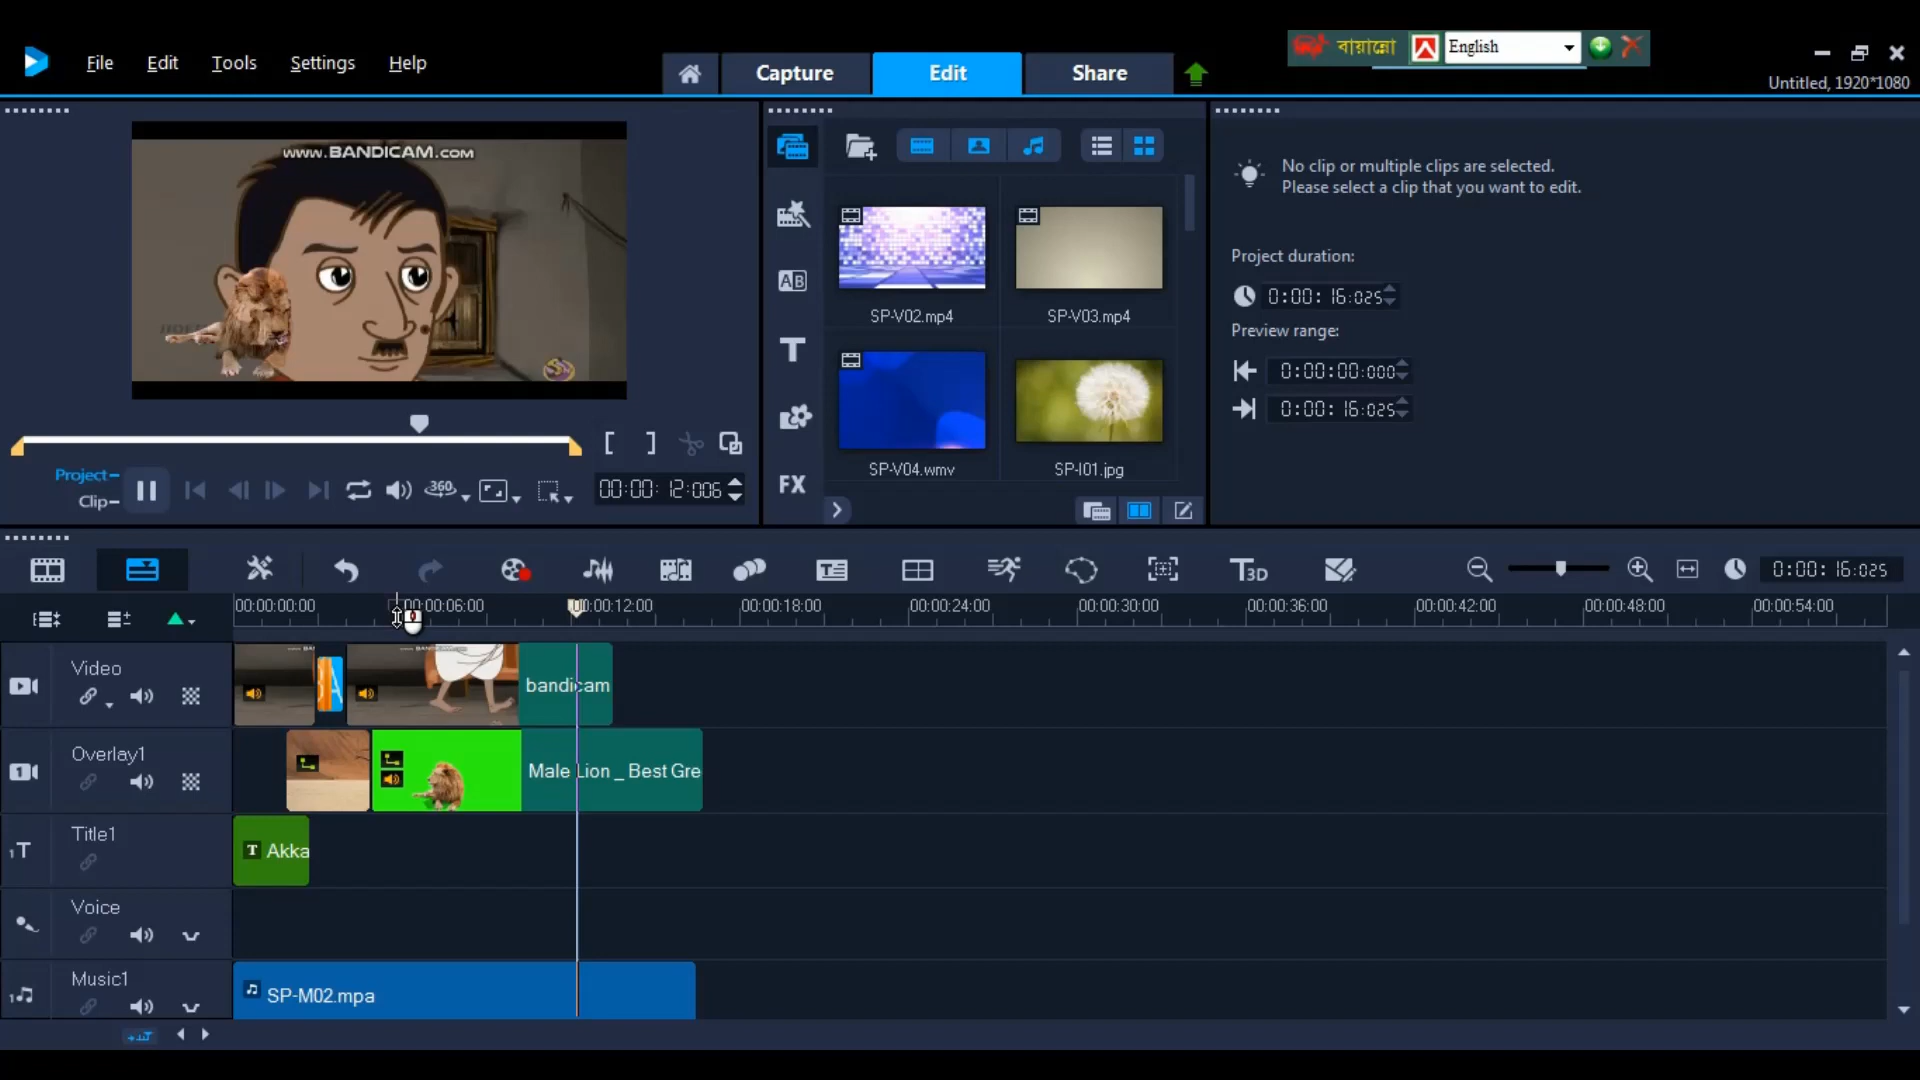 বায়ান্নো
English
File Edit Tools Settings Help
Capture Edit Share
Untitled, 1920*1080
www.BANDICAM.com
No clip or multiple clips are selected.
Please select a clip that you want to edit.
Project duration:
0:00:16:025
Preview range:
0:00:00:000
0:00:16:025
AB
T
FX
SP-V02.mp4
SP-V03.mp4
SP-V04.wmv
SP-I01.jpg
Project
Clip
360
00:00:12:006
T3D
0:00:16:025
00:00:00:00 00:00:06:00 00:00:12:00 00:00:18:00 00:00:24:00 00:00:30:00 00:00:36:00 00:00:42:00 00:00:48:00 00:00:54:00
Video
bandicam
Overlay1
Male Lion _ Best Gre
Title1
T Akka
Voice
Music1
SP-M02.mpa